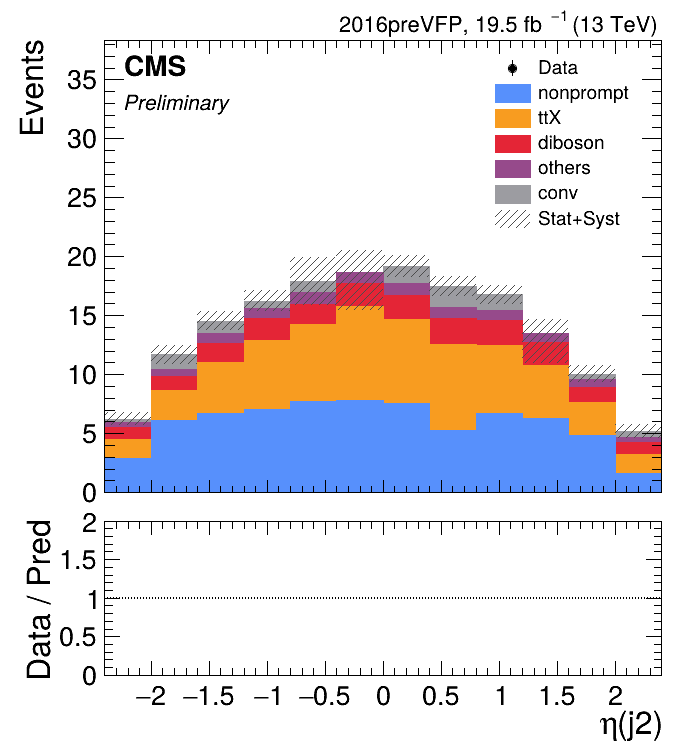 2016preVFP, 19.5 fb⁻¹ (13 TeV)
CMS
Preliminary
Events
35
30
25
20
15
10
5
0
Data
nonprompt
ttX
diboson
others
conv
Stat+Syst
Data / Pred
2
1.5
1
0.5
0
−2 −1.5 −1 −0.5 0 0.5 1 1.5 2
η(j2)